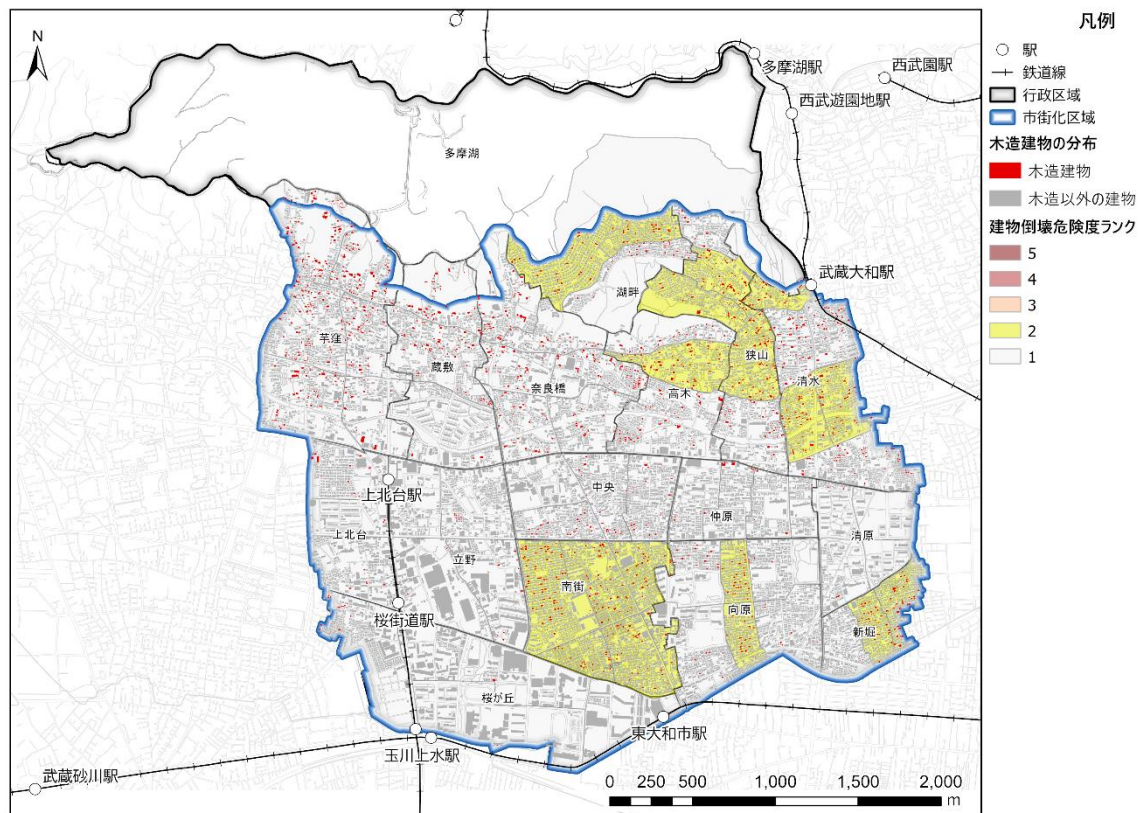 N
多摩湖駅
西武園駅
西武遊園地駅
多摩湖
武蔵大和駅
湖畔
芋窪
蔵敷
奈良橋
狭山
高木
清水
中央
上北台駅
仲原
上北台
立野
清原
南街
向原
桜街道駅
新堀
桜が丘
東大和市駅
玉川上水駅
武蔵砂川駅
0 250 500 1,000 1,500 2,000
m
凡例
駅
鉄道線
行政区域
市街化区域
木造建物の分布
木造建物
木造以外の建物
建物倒壊危険度ランク
5
4
3
2
1